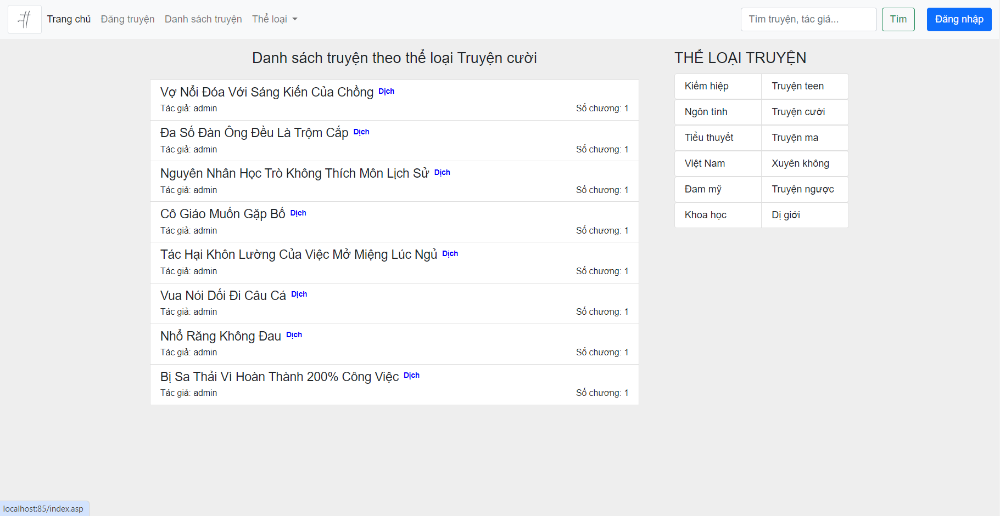 Trang chủ Đăng truyện Danh sách truyện Thể loại Tìm truyện, tác giả... Tìm Đăng nhập
Danh sách truyện theo thể loại Truyện cười
Vợ Nổi Đóa Với Sáng Kiến Của Chồng Dịch
Tác giả: admin Số chương: 1
Đa Số Đàn Ông Đều Là Trộm Cắp Dịch
Tác giả: admin Số chương: 1
Nguyên Nhân Học Trò Không Thích Môn Lịch Sử Dịch
Tác giả: admin Số chương: 1
Cô Giáo Muốn Gặp Bố Dịch
Tác giả: admin Số chương: 1
Tác Hại Khôn Lường Của Việc Mở Miệng Lúc Ngủ Dịch
Tác giả: admin Số chương: 1
Vua Nói Dối Đi Câu Cá Dịch
Tác giả: admin Số chương: 1
Nhổ Răng Không Đau Dịch
Tác giả: admin Số chương: 1
Bị Sa Thải Vì Hoàn Thành 200% Công Việc Dịch
Tác giả: admin Số chương: 1
THỂ LOẠI TRUYỆN
Kiếm hiệp Truyện teen
Ngôn tình Truyện cười
Tiểu thuyết Truyện ma
Việt Nam Xuyên không
Đam mỹ Truyện ngược
Khoa học Dị giới
localhost:85/index.asp